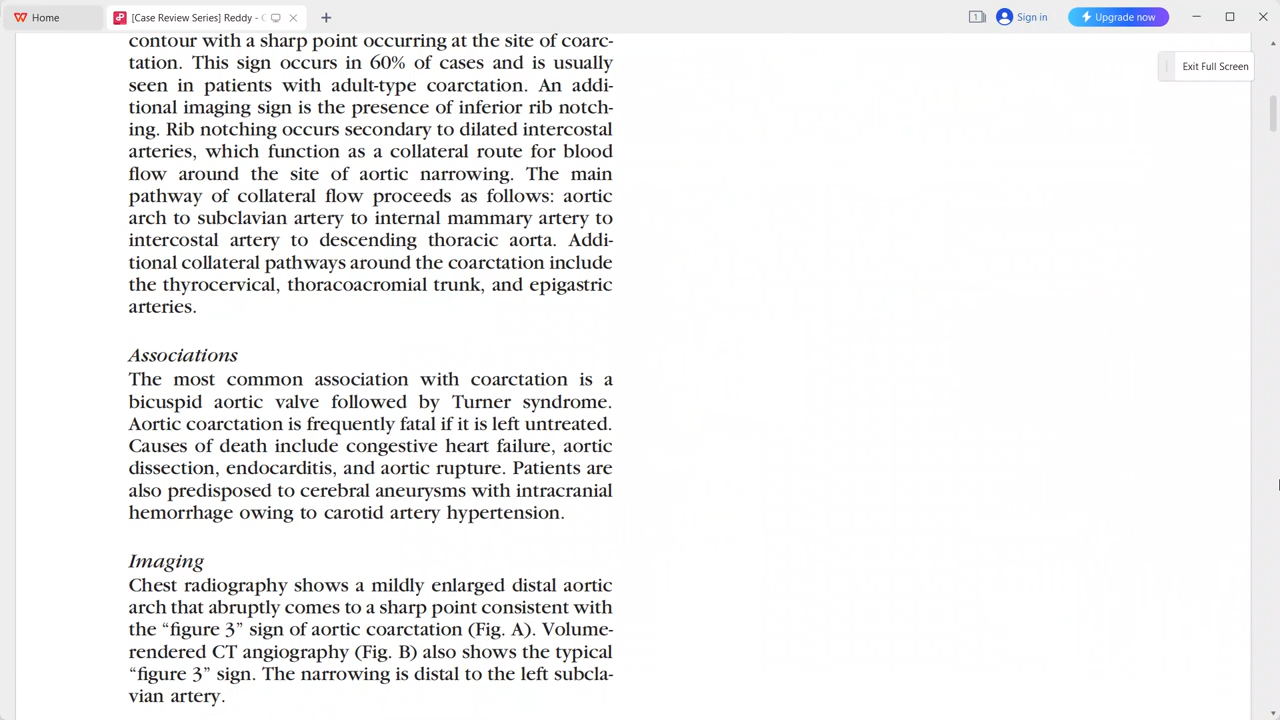 Home
[Case Review Series] Reddy - C
1
Sign in
Upgrade now
Exit Full Screen
contour with a sharp point occurring at the site of coarc-
tation. This sign occurs in 60% of cases and is usually
seen in patients with adult-type coarctation. An addi-
tional imaging sign is the presence of inferior rib notch-
ing. Rib notching occurs secondary to dilated intercostal
arteries, which function as a collateral route for blood
flow around the site of aortic narrowing. The main
pathway of collateral flow proceeds as follows: aortic
arch to subclavian artery to internal mammary artery to
intercostal artery to descending thoracic aorta. Addi-
tional collateral pathways around the coarctation include
the thyrocervical, thoracoacromial trunk, and epigastric
arteries.
Associations
The most common association with coarctation is a
bicuspid aortic valve followed by Turner syndrome.
Aortic coarctation is frequently fatal if it is left untreated.
Causes of death include congestive heart failure, aortic
dissection, endocarditis, and aortic rupture. Patients are
also predisposed to cerebral aneurysms with intracranial
hemorrhage owing to carotid artery hypertension.
Imaging
Chest radiography shows a mildly enlarged distal aortic
arch that abruptly comes to a sharp point consistent with
the “figure 3” sign of aortic coarctation (Fig. A). Volume-
rendered CT angiography (Fig. B) also shows the typical
“figure 3” sign. The narrowing is distal to the left subcla-
vian artery.